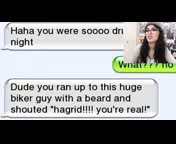 Haha you were soooo dru
night
What??? no
Dude you ran up to this huge
biker guy with a beard and
shouted "hagrid!!!! you're real!"